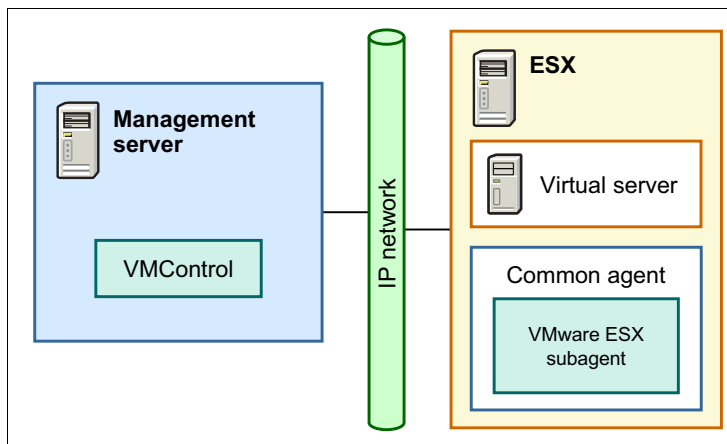 Management
server
VMControl
IP network
ESX
Virtual server
Common agent
VMware ESX
subagent